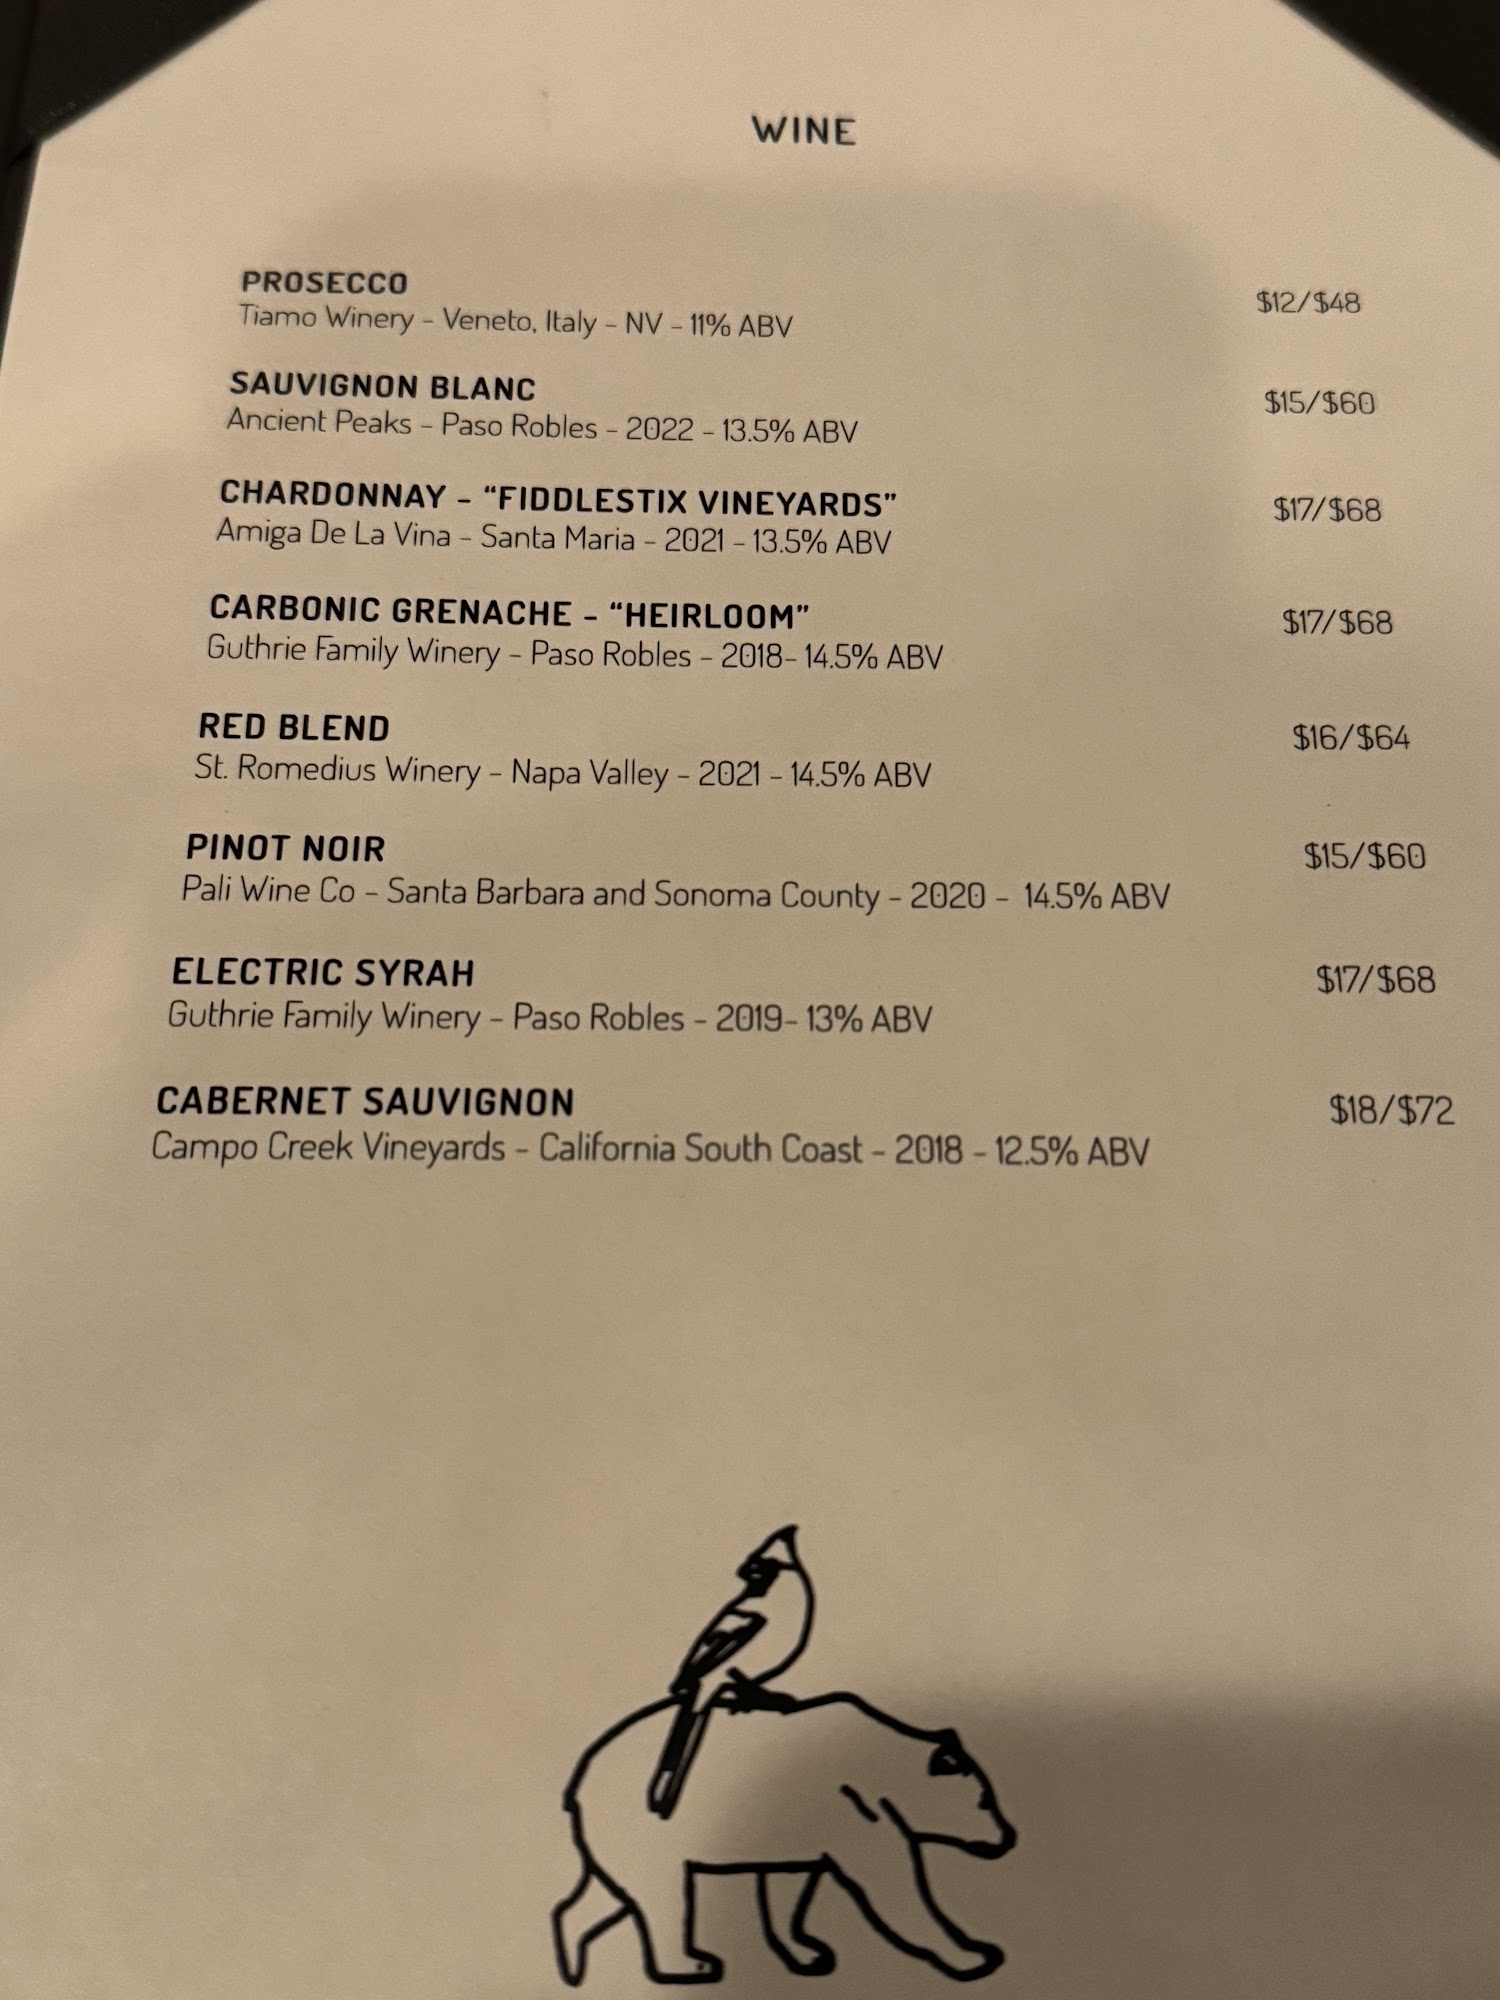 WINE
PROSECCO
Tiamo Winery - Veneto, Italy - NV - 11% ABV
$12/$48
SAUVIGNON BLANC
Ancient Peaks - Paso Robles - 2022 - 13.5% ABV
$15/$60
CHARDONNAY - “FIDDLESTIX VINEYARDS”
Amiga De La Vina - Santa Maria - 2021 - 13.5% ABV
$17/$68
CARBONIC GRENACHE - “HEIRLOOM”
Guthrie Family Winery - Paso Robles - 2018- 14.5% ABV
$17/$68
RED BLEND
St. Romedius Winery - Napa Valley - 2021 - 14.5% ABV
$16/$64
PINOT NOIR
Pali Wine Co - Santa Barbara and Sonoma County - 2020 - 14.5% ABV
$15/$60
ELECTRIC SYRAH
Guthrie Family Winery - Paso Robles - 2019- 13% ABV
$17/$68
CABERNET SAUVIGNON
Campo Creek Vineyards - California South Coast - 2018 - 12.5% ABV
$18/$72